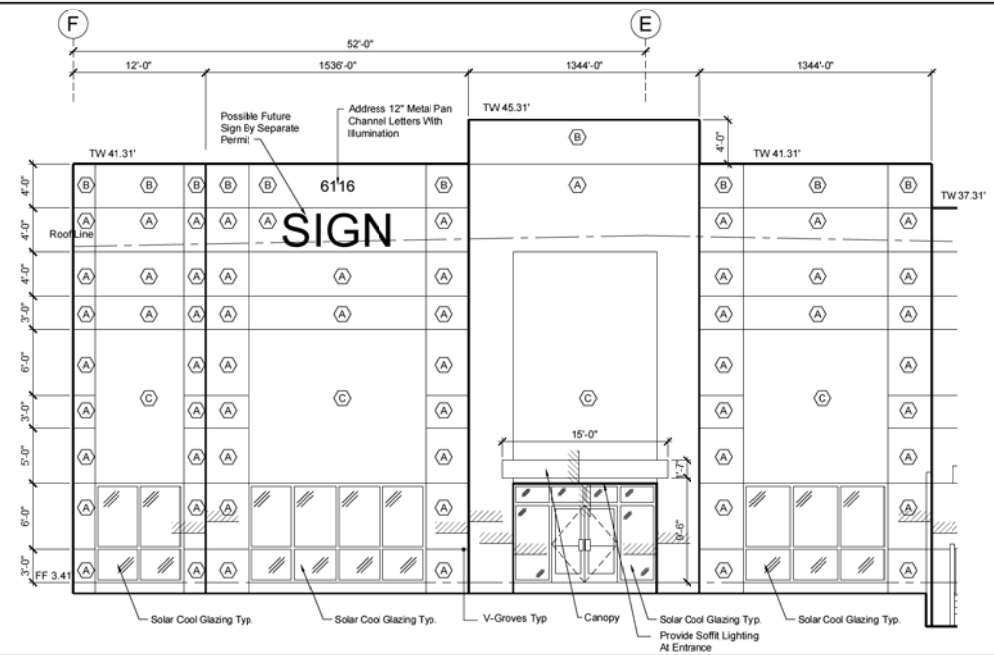 F
E
52'-0"
12'-0"
1536'-0"
1344'-0"
1344'-0"
Possible Future
Sign By Separate
Permit
Address 12" Metal Pan
Channel Letters With
Illumination
TW 45.31'
4'-0"
TW 41.31'
TW 41.31'
TW 37.31'
B
4'-0"
B B B B B 6116 B A B B B
4'-0"
A A A A A SIGN A A A A
Roof Line
4'-0"
A A A A A A A A
3'-0"
A A A A A A A A A
6'-0"
A A A A A A
C C C C
3'-0"
A A A A A A
5'-0"
A A A A A A
15'-0"
1'-7"
6'-0"
A A A A A A
9'-6"
3'-0"
A A A A A A
FF 3.41
Solar Cool Glazing Typ.
Solar Cool Glazing Typ.
V-Groves Typ
Canopy
Solar Cool Glazing Typ.
Solar Cool Glazing Typ.
Provide Soffit Lighting
At Entrance